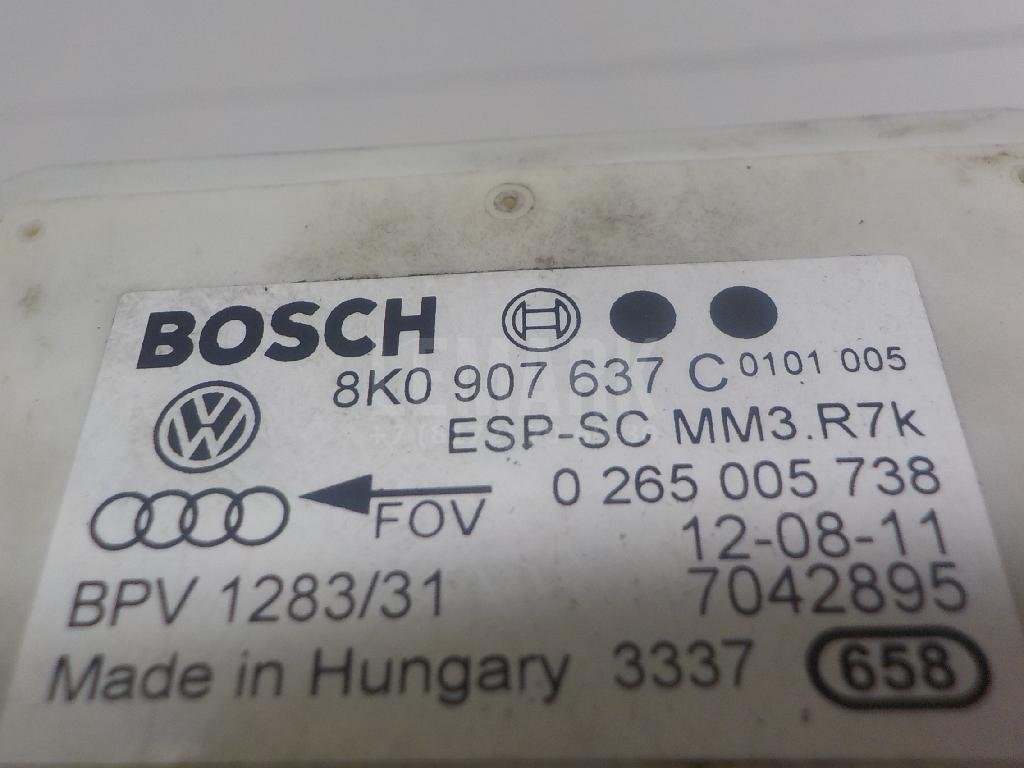 BOSCH
8K0 907 637 C 0101 005
ESP-SC MM3.R7k
0 265 005 738
FOV
12-08-11
BPV 1283/31 7042895
Made in Hungary 3337 658